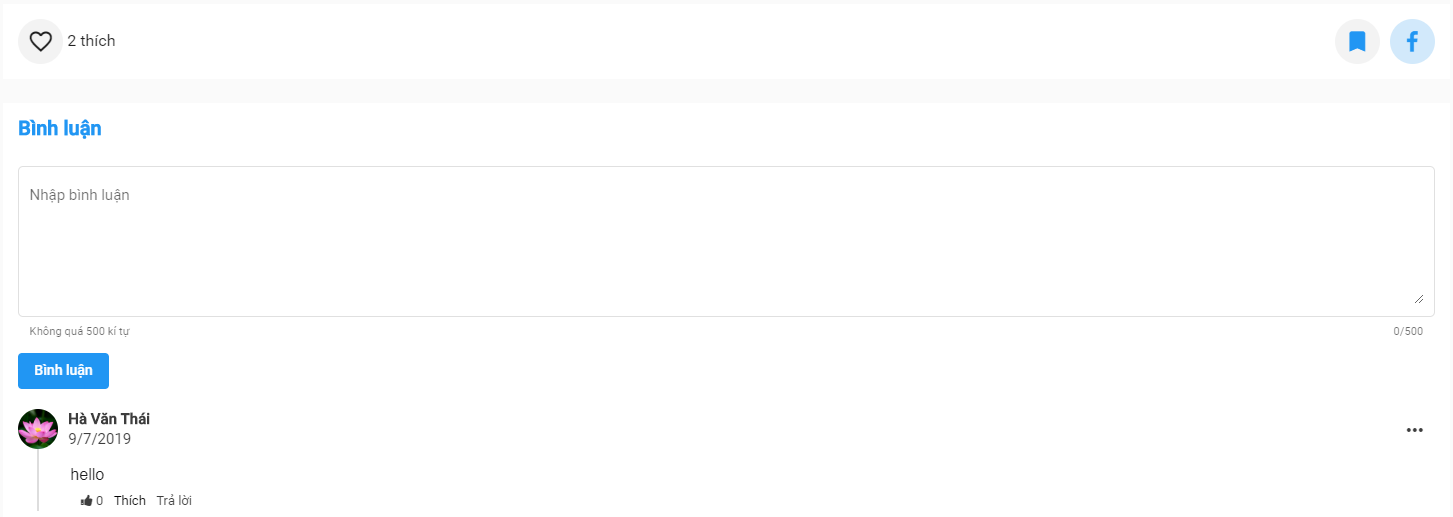 2 thích
Bình luận
Nhập bình luận
Không quá 500 kí tự 0/500
Bình luận
Hà Văn Thái
9/7/2019
hello
0 Thích Trả lời